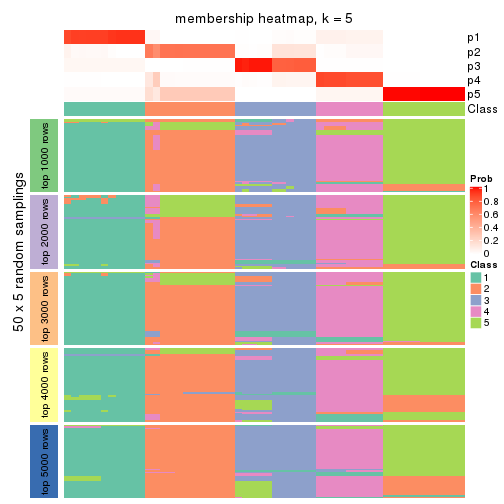 membership heatmap, k = 5
p1
p2
p3
p4
p5
Class
50 x 5 random samplings
top 1000 rows
top 2000 rows
top 3000 rows
top 4000 rows
top 5000 rows
Prob
1
0.8
0.6
0.4
0.2
0
Class
1
2
3
4
5